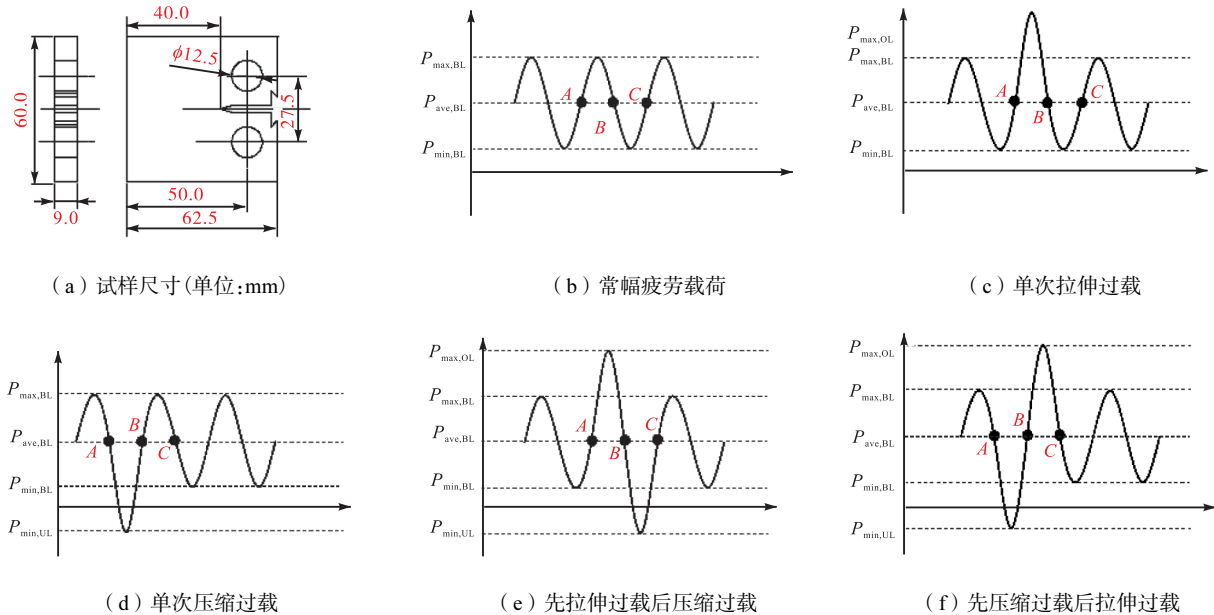 40.0
ϕ12.5
60.0
27.5
50.0
9.0
62.5
(a) 试样尺寸(单位:mm)
P_max,BL
P_ave,BL
P_min,BL
A
B
C
(b) 常幅疲劳载荷
P_max,OL
P_max,BL
P_ave,BL
P_min,BL
A
B
C
(c) 单次拉伸过载
P_max,BL
P_ave,BL
P_min,BL
P_min,UL
A
B
C
(d) 单次压缩过载
P_max,OL
P_max,BL
P_ave,BL
P_min,BL
P_min,UL
A
B
C
(e) 先拉伸过载后压缩过载
P_max,OL
P_max,BL
P_ave,BL
P_min,BL
P_min,UL
A
B
C
(f) 先压缩过载后拉伸过载